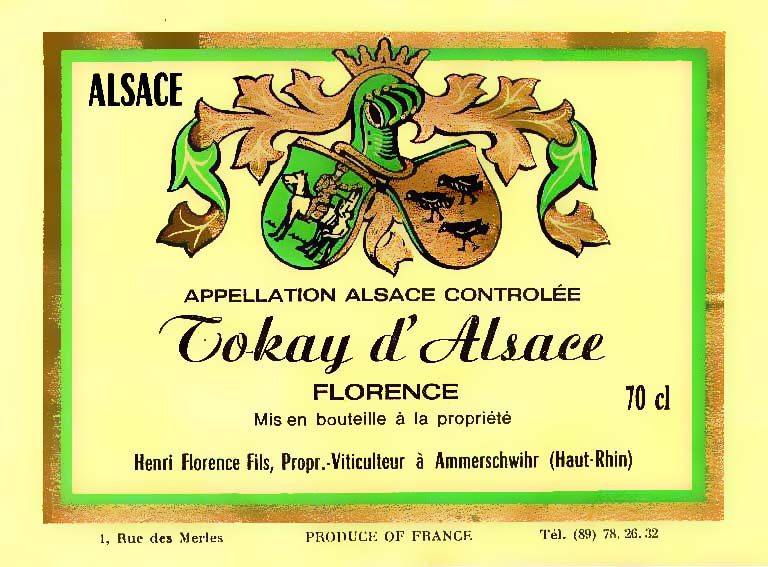 ALSACE
APPELLATION ALSACE CONTROLÉE
Tokay d'Alsace
FLORENCE
70 cl
Mis en bouteille à la propriété
Henri Florence Fils, Propr.-Viticulteur à Ammerschwihr (Haut-Rhin)
1, Rue des Merles PRODUCE OF FRANCE Tél. (89) 78.26.32